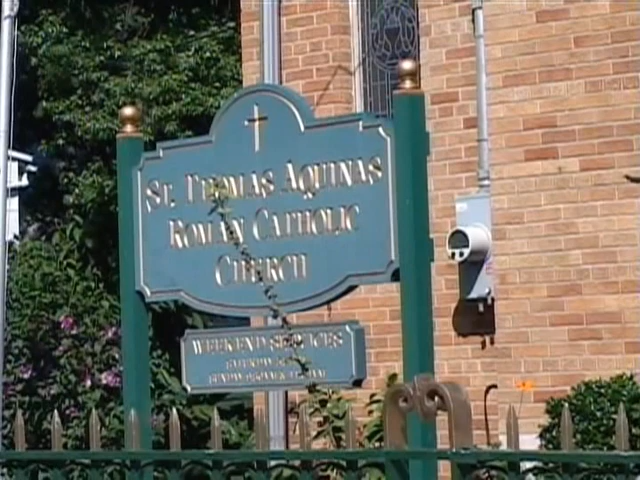 St. Thomas Aquinas
Roman Catholic
Church
Weekend Services